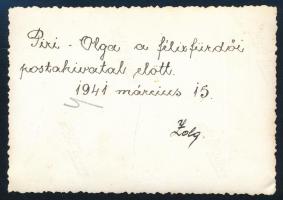 Piri - Olga a félixfürdői
postahivatal előtt.
1941 március 15.